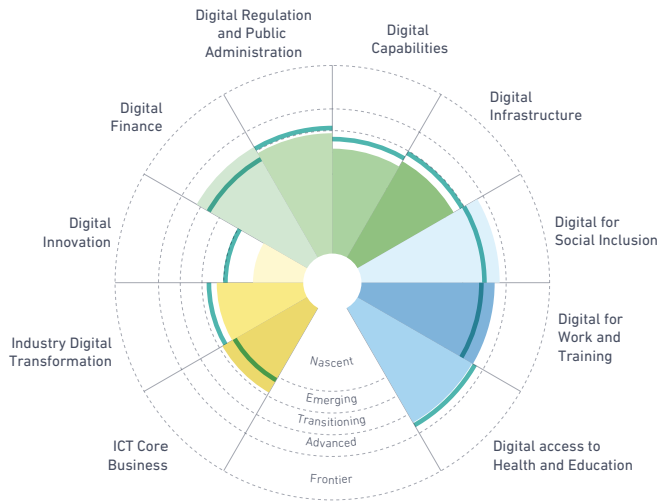 Digital Regulation
and Public
Administration
Digital
Capabilities
Digital
Infrastructure
Digital for
Social Inclusion
Digital for
Work and
Training
Digital access to
Health and Education
ICT Core
Business
Industry Digital
Transformation
Digital
Innovation
Digital
Finance
Nascent
Emerging
Transitioning
Advanced
Frontier